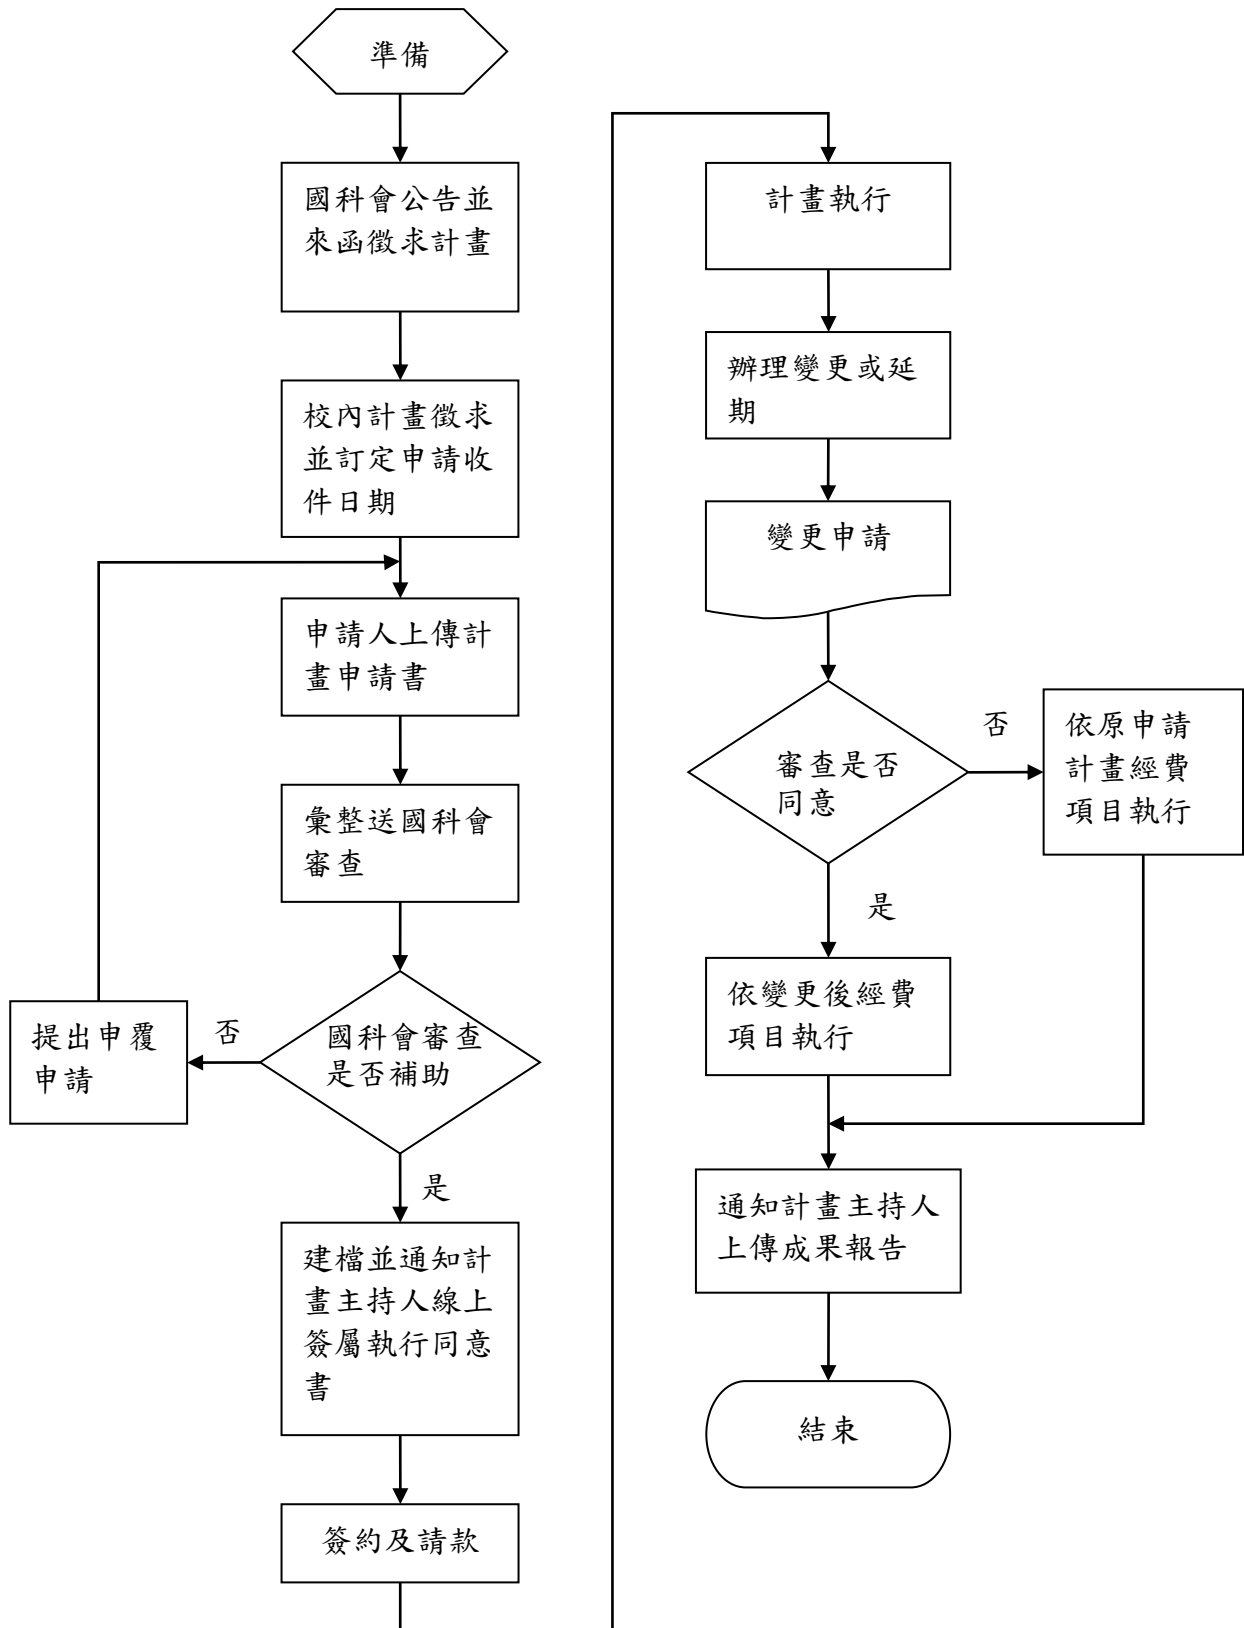 準備
國科會公告並
來函徵求計畫
校內計畫徵求
並訂定申請收
件日期
申請人上傳計
畫申請書
彙整送國科會
審查
國科會審查
是否補助
否
提出申覆
申請
是
建檔並通知計
畫主持人線上
簽屬執行同意
書
簽約及請款
計畫執行
辦理變更或延
期
變更申請
審查是否
同意
否
依原申請
計畫經費
項目執行
是
依變更後經費
項目執行
通知計畫主持人
上傳成果報告
結束